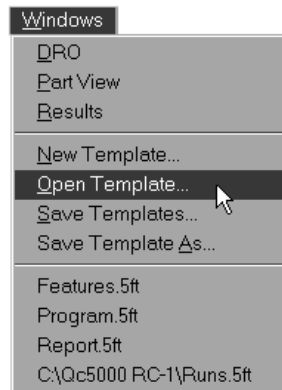 Windows
DRO
Part View
Results
New Template...
Open Template...
Save Templates...
Save Template As...
Features.5ft
Program.5ft
Report.5ft
C:\Qc5000 RC-1\Runs.5ft